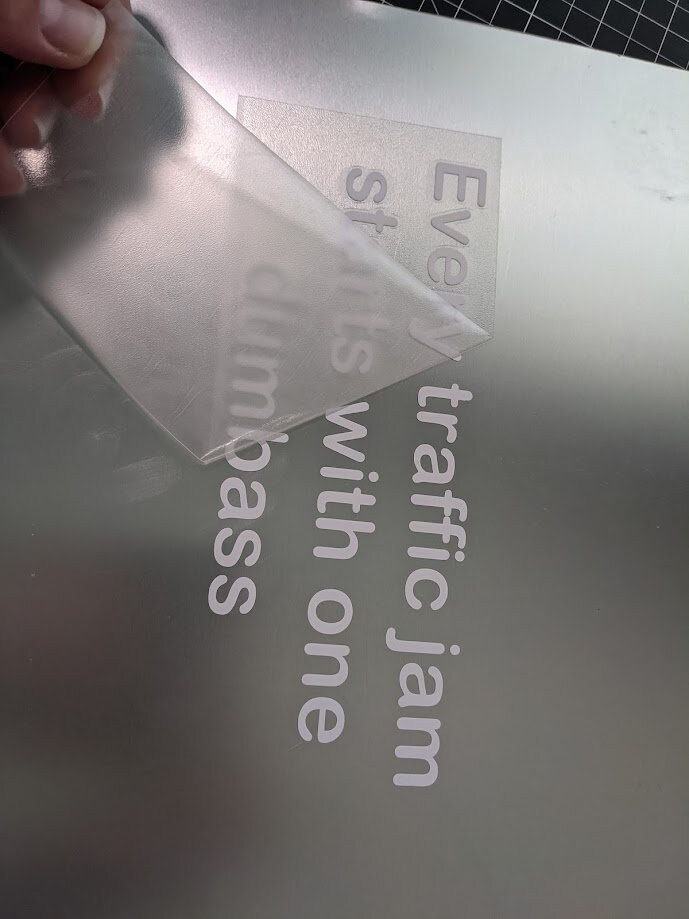 Every traffic jam
starts with one
dumbass